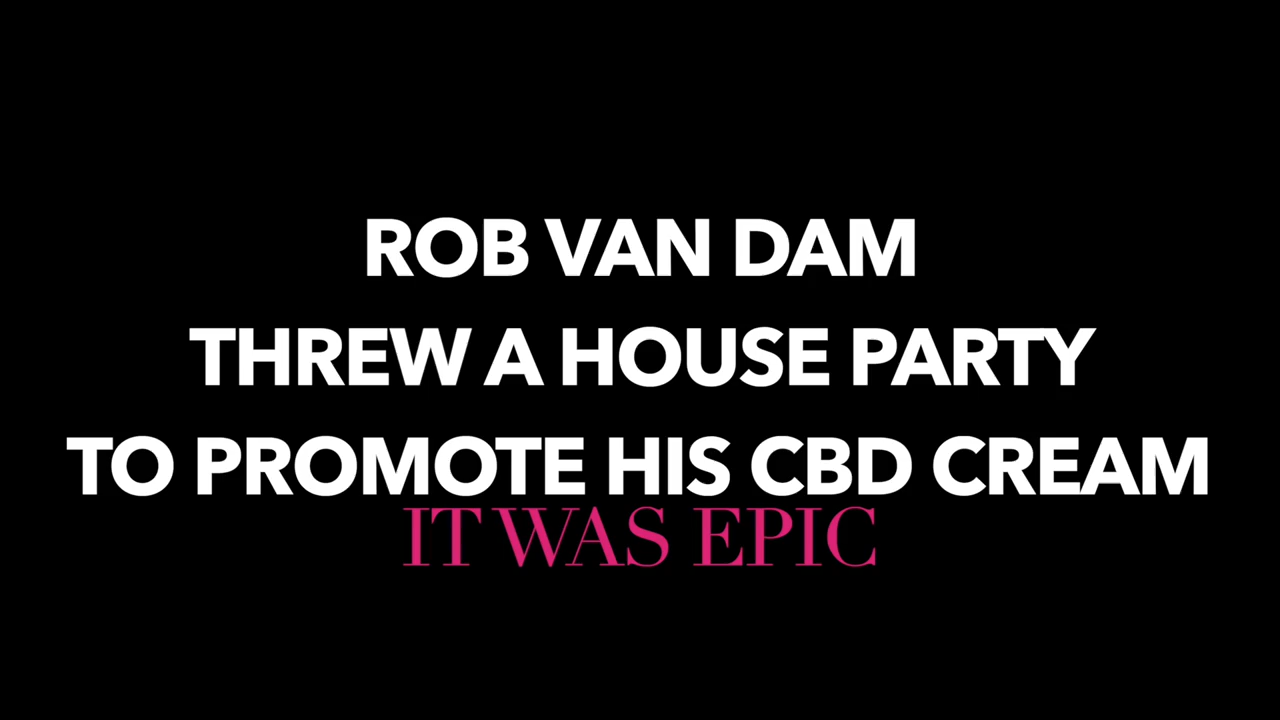 ROB VAN DAM
THREW A HOUSE PARTY
TO PROMOTE HIS CBD CREAM
IT WAS EPIC